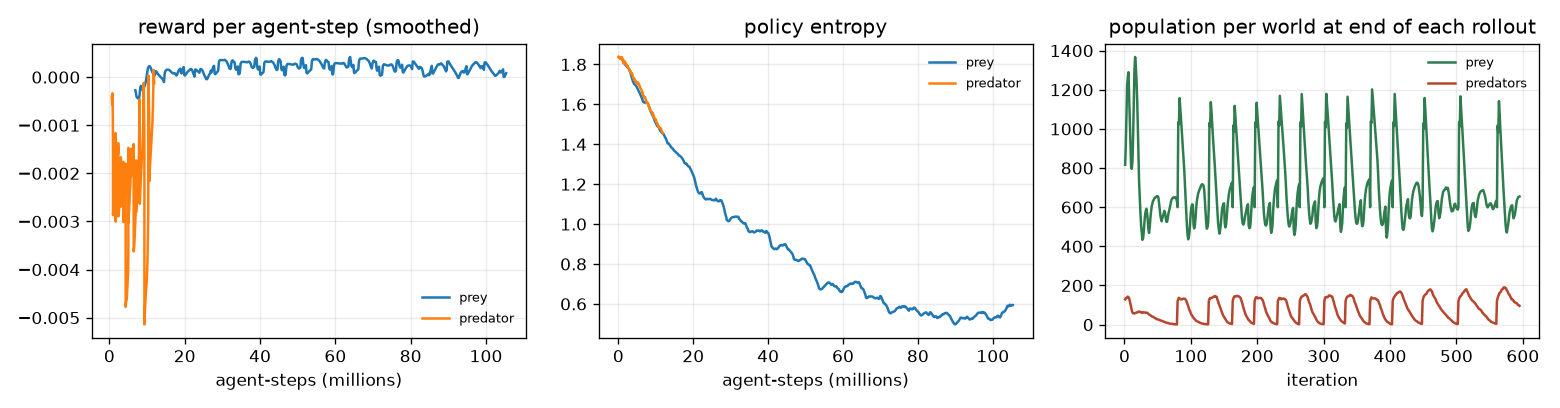 reward per agent-step (smoothed)
0.000
−0.001
−0.002
−0.003
−0.004
−0.005
prey
predator
0 20 40 60 80 100
agent-steps (millions)
policy entropy
prey
predator
1.8
1.6
1.4
1.2
1.0
0.8
0.6
0 20 40 60 80 100
agent-steps (millions)
population per world at end of each rollout
prey
predators
1400
1200
1000
800
600
400
200
0
0 100 200 300 400 500 600
iteration